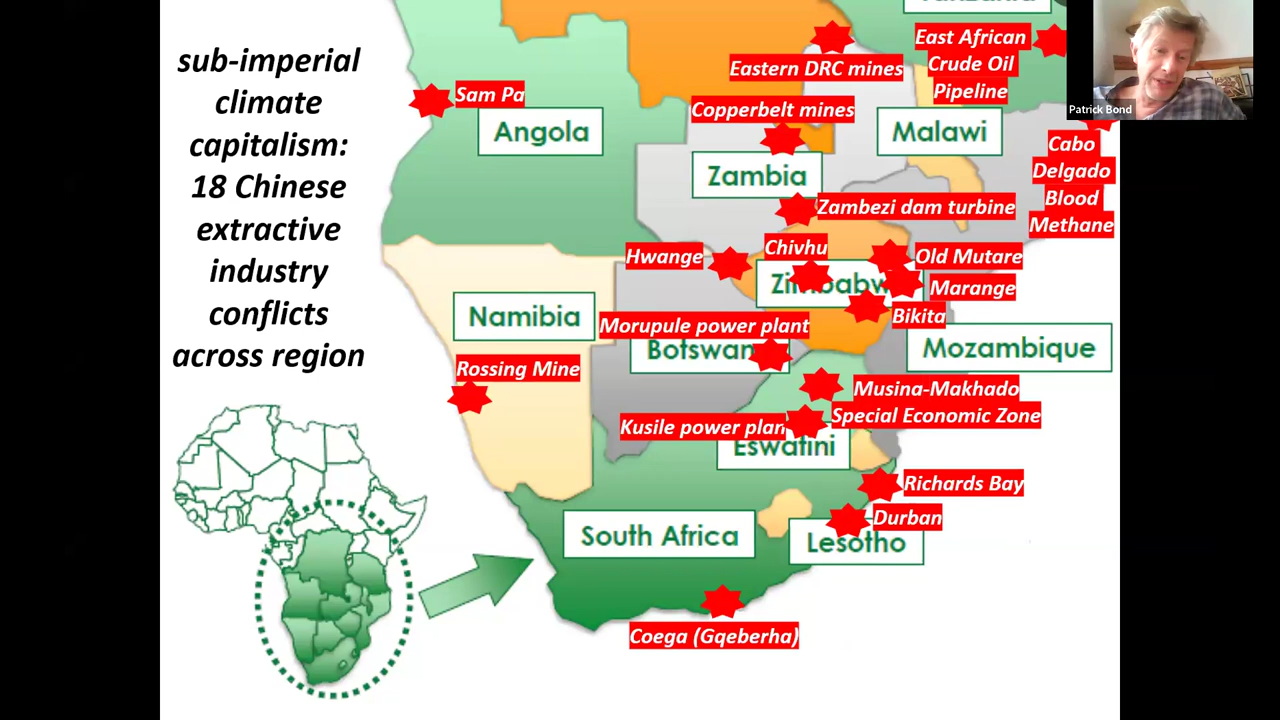 sub-imperial
climate
capitalism:
18 Chinese
extractive
industry
conflicts
across region
East African
Crude Oil
Pipeline
Patrick Bond
Eastern DRC mines
Sam Pa
Copperbelt mines
Angola
Malawi
Cabo
Delgado
Blood
Methane
Zambia
Zambezi dam turbine
Hwange
Chivhu
Old Mutare
Zimbabw
Marange
Namibia
Morupule power plant
Bikita
Botswan
Mozambique
Rossing Mine
Musina-Makhado
Special Economic Zone
Kusile power plan
Eswatini
Richards Bay
Durban
South Africa
Lesotho
Coega (Gqeberha)